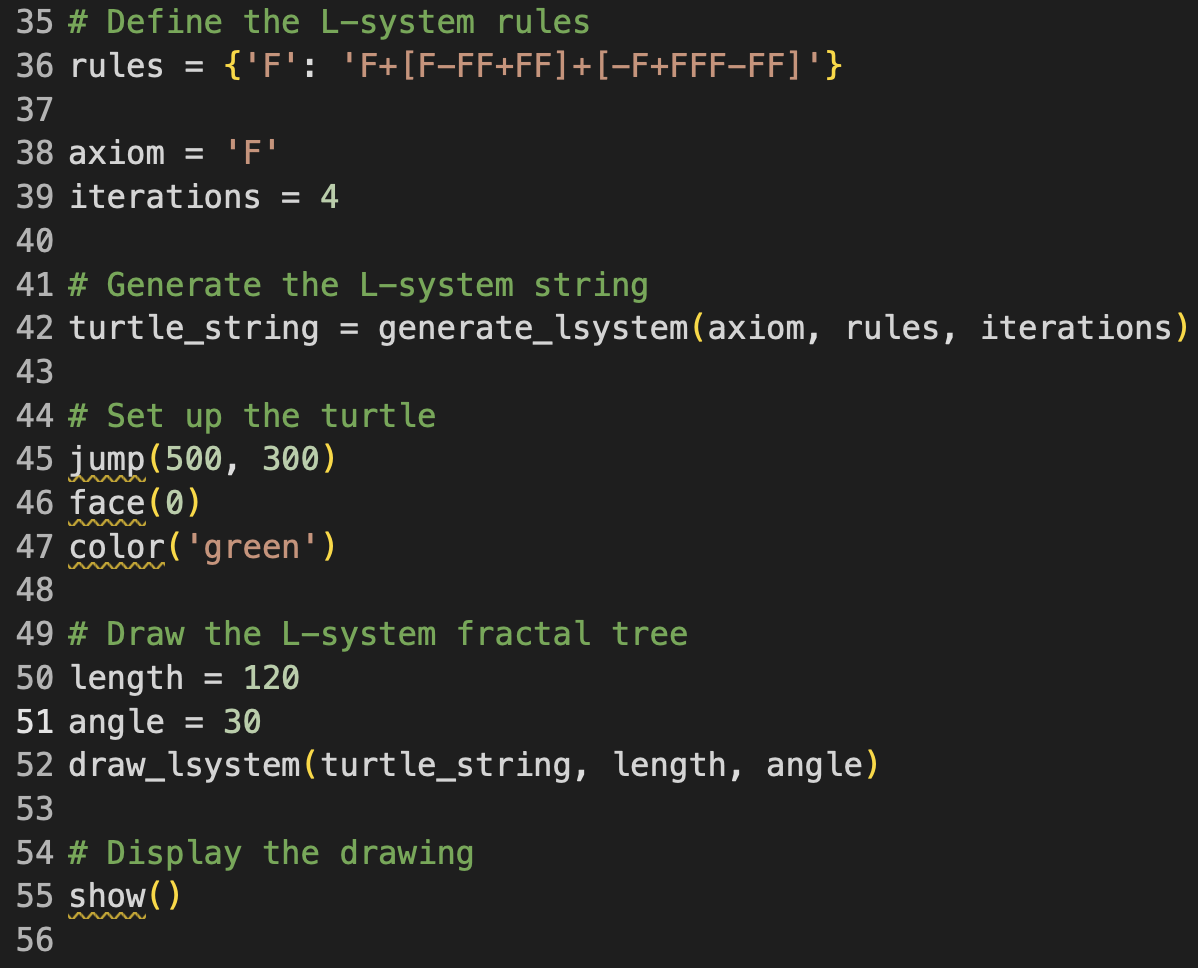 35 # Define the L-system rules
36 rules = {'F': 'F+[F-FF+FF]+[-F+FFF-FF]'}
37
38 axiom = 'F'
39 iterations = 4
40
41 # Generate the L-system string
42 turtle_string = generate_lsystem(axiom, rules, iterations)
43
44 # Set up the turtle
45 jump(500, 300)
46 face(0)
47 color('green')
48
49 # Draw the L-system fractal tree
50 length = 120
51 angle = 30
52 draw_lsystem(turtle_string, length, angle)
53
54 # Display the drawing
55 show()
56